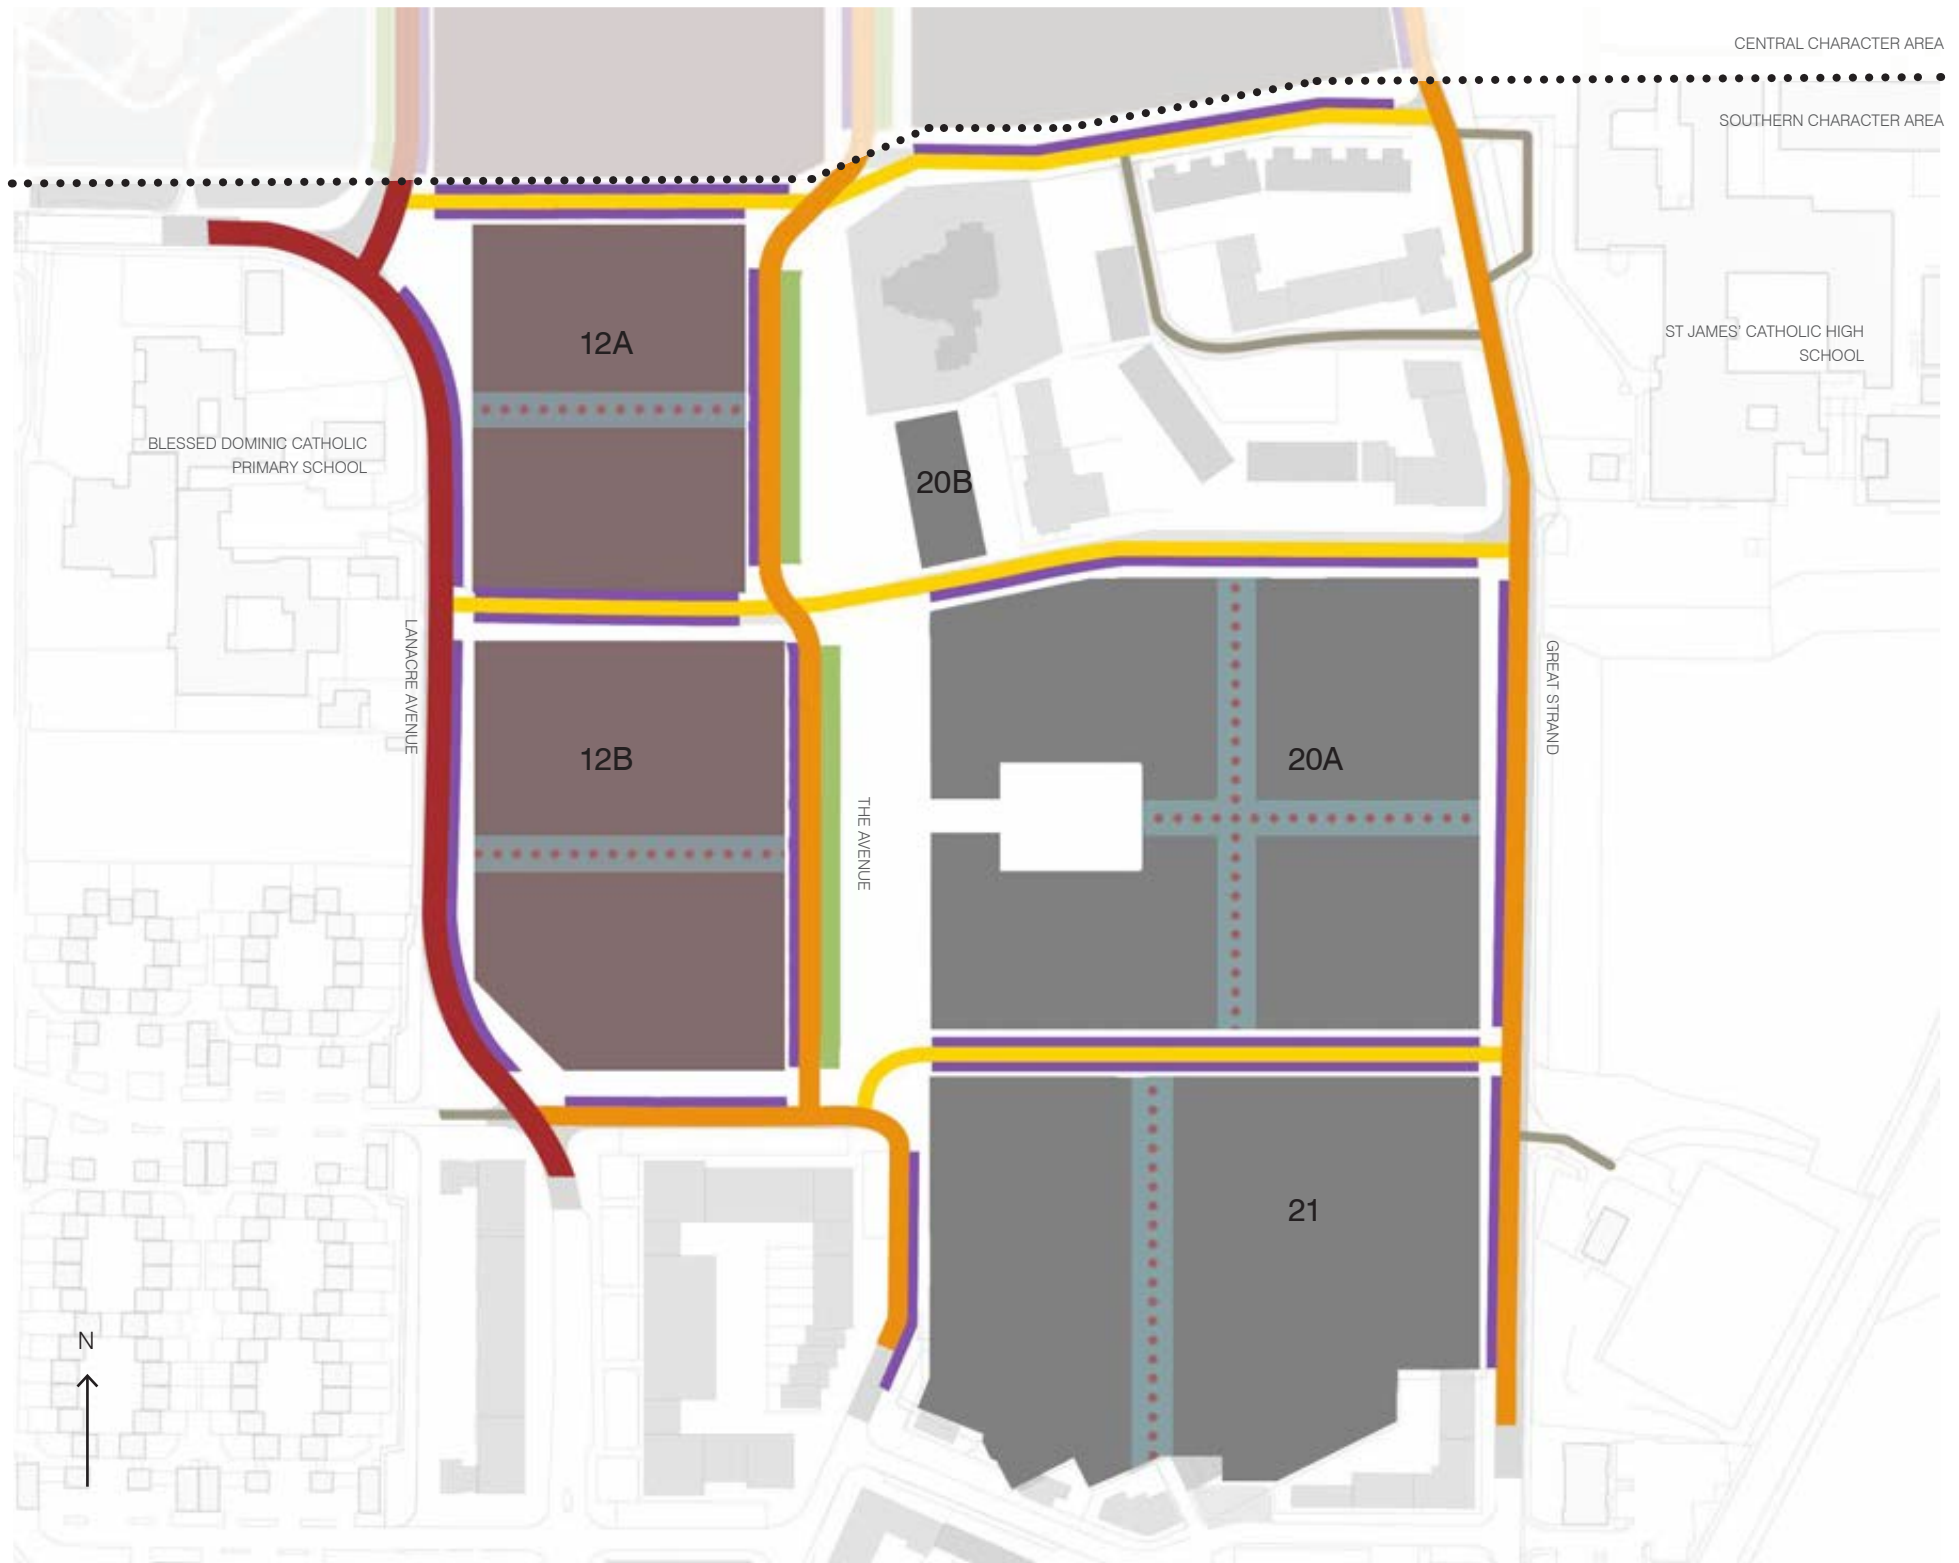 CENTRAL CHARACTER AREA
SOUTHERN CHARACTER AREA
12A
ST JAMES' CATHOLIC HIGH
SCHOOL
BLESSED DOMINIC CATHOLIC
PRIMARY SCHOOL
20B
LANACRE AVENUE
GREAT STRAND
12B
20A
THE AVENUE
21
N